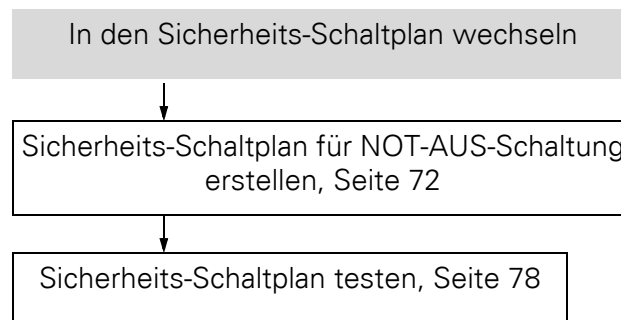 In den Sicherheits-Schaltplan wechseln
Sicherheits-Schaltplan für NOT-AUS-Schaltung
erstellen, Seite 72
Sicherheits-Schaltplan testen, Seite 78